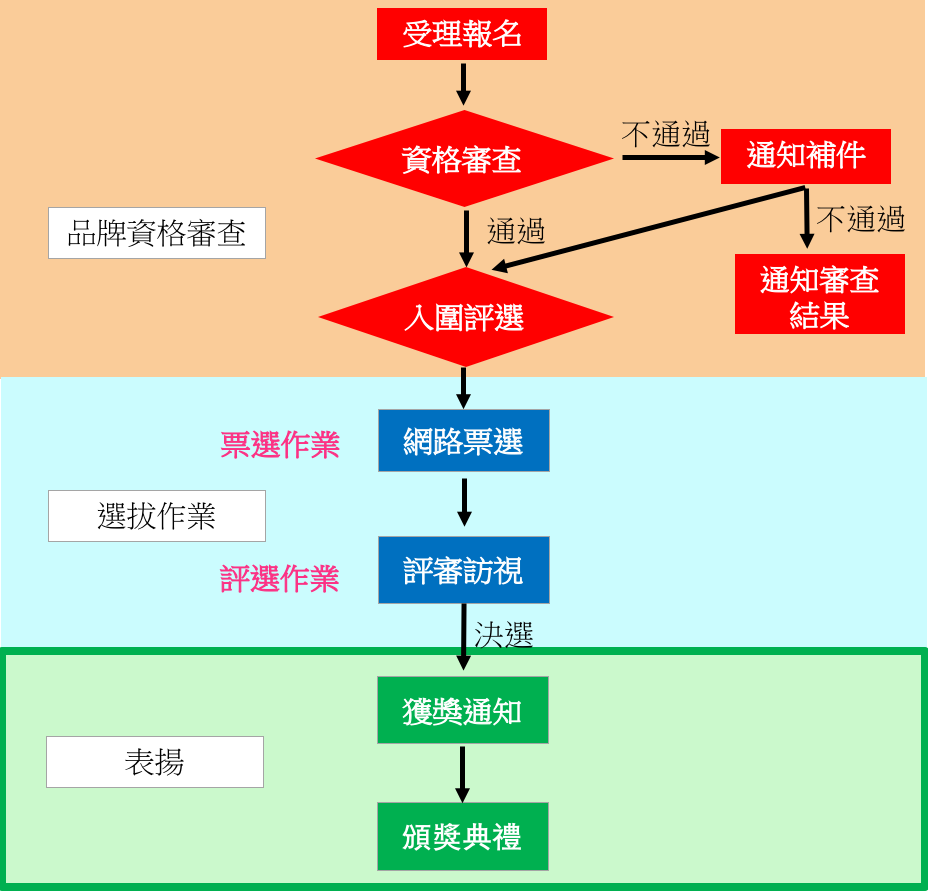 受理報名
資格審查
不通過
通知補件
品牌資格審查
通過
不通過
通知審查
結果
入圍評選
票選作業
網路票選
選拔作業
評選作業
評審訪視
決選
獲獎通知
表揚
頒獎典禮